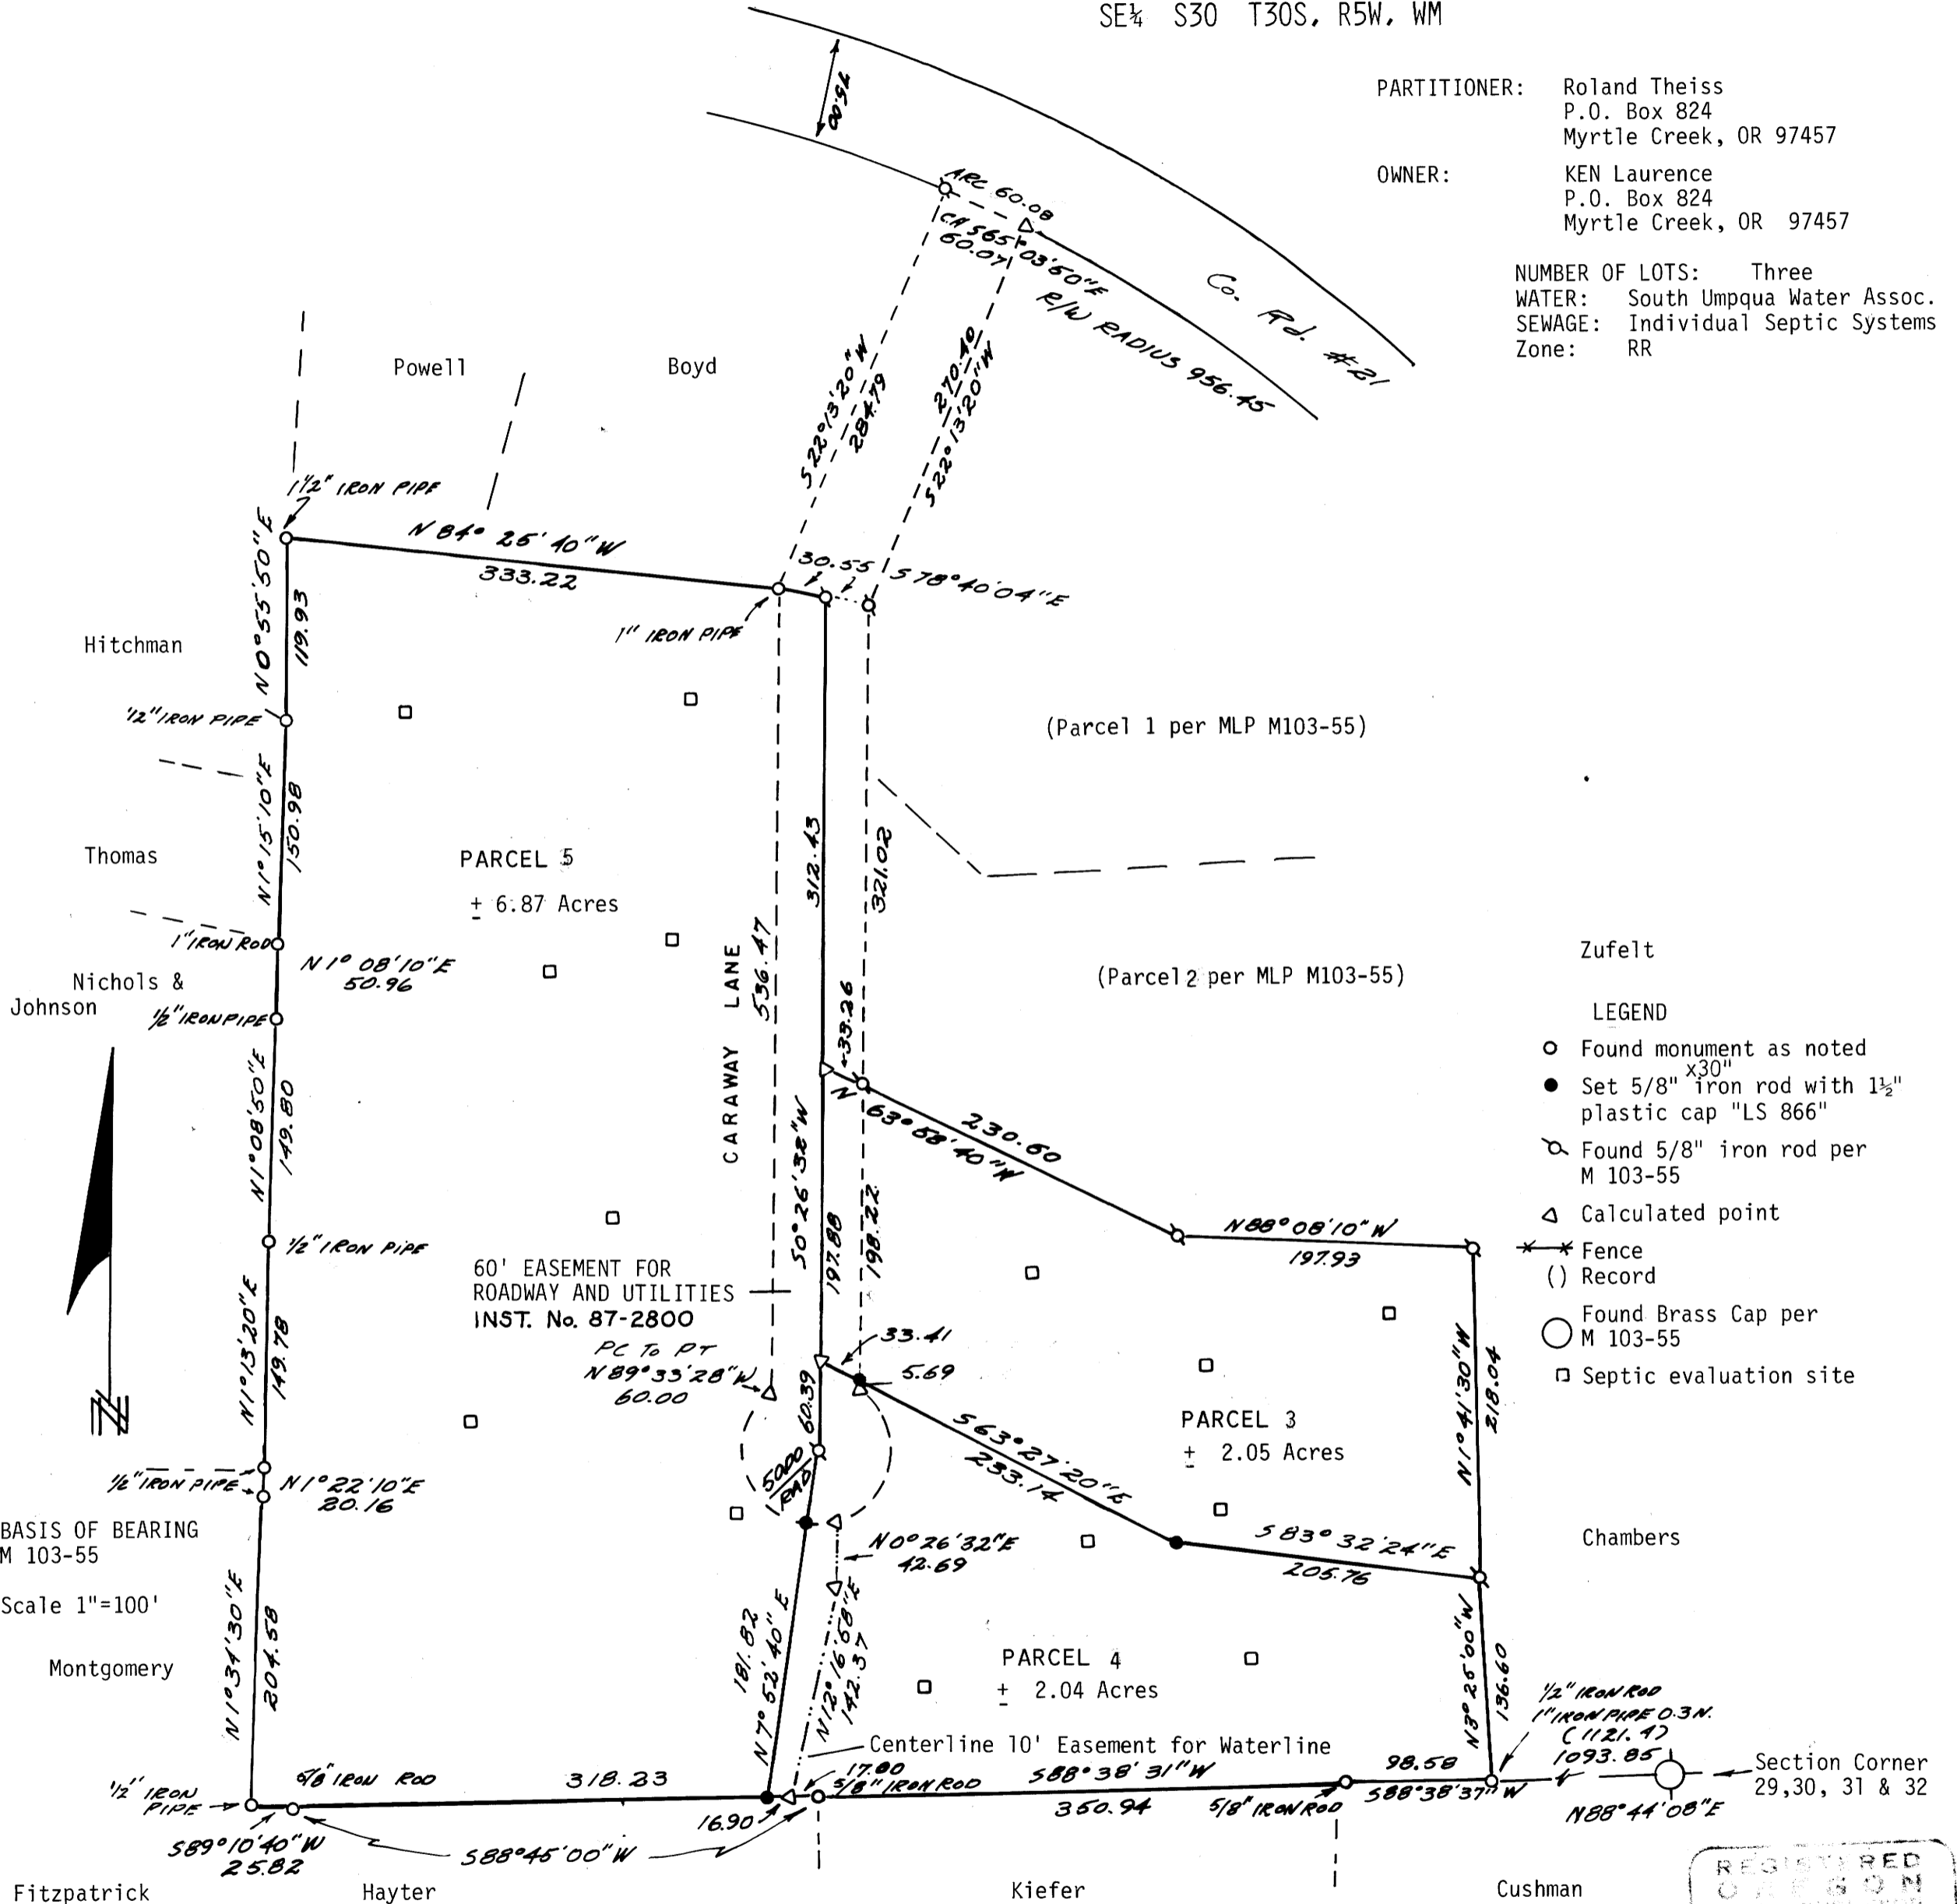 SE¼ S30 T30S, R5W, WM
75.00
PARTITIONER: Roland Theiss
P.O. Box 824
Myrtle Creek, OR 97457
OWNER: KEN Laurence
P.O. Box 824
Myrtle Creek, OR 97457
NUMBER OF LOTS: Three
WATER: South Umpqua Water Assoc.
SEWAGE: Individual Septic Systems
Zone: RR
ARC 60.08
CH S65°03'50"E
60.07
R/W RADIUS 956.45
Co. Rd. #21
S22°13'20"W
284.79
270.40
S22°13'20"W
Powell
Boyd
1½" IRON PIPE
N84°25'40"W
333.22
30.55
S78°40'04"E
1" IRON PIPE
N0°55'50"E
119.93
Hitchman
½" IRON PIPE
(Parcel 1 per MLP M103-55)
N1°15'10"E
150.98
Thomas
PARCEL 5
± 6.87 Acres
312.43
321.02
1" IRON ROD
N1°08'10"E
50.96
Nichols &
Johnson
½" IRON PIPE
CARAWAY LANE
536.47
(Parcel 2 per MLP M103-55)
Zufelt
LEGEND
Found monument as noted
x30"
Set 5/8" iron rod with 1½"
plastic cap "LS 866"
Found 5/8" iron rod per
M 103-55
Calculated point
Fence
() Record
Found Brass Cap per
M 103-55
Septic evaluation site
33.26
N63°58'40"W
230.60
N1°08'50"E
149.80
S0°26'32"W
197.88
198.22
N88°08'10"W
197.93
½" IRON PIPE
60' EASEMENT FOR
ROADWAY AND UTILITIES
INST. No. 87-2800
PC TO PT
N89°33'28"W
60.00
33.41
5.69
60.39
N1°13'20"E
149.78
N1°41'30"W
218.04
PARCEL 3
± 2.05 Acres
S63°27'20"E
233.14
50.00
RAD
½" IRON PIPE
N1°22'10"E
20.16
BASIS OF BEARING
M 103-55
Scale 1"=100'
N0°26'32"E
42.69
S83°32'24"E
205.76
Chambers
N1°34'30"E
204.58
Montgomery
181.82
N7°52'40"E
N12°16'58"E
142.37
PARCEL 4
± 2.04 Acres
N3°25'00"W
136.60
½" IRON ROD
1" IRON PIPE 0.3 N.
(1121.4)
1093.85
Section Corner
29,30, 31 & 32
N88°44'08"E
Centerline 10' Easement for Waterline
½" IRON
PIPE
5/8 IRON ROD
318.23
17.00
5/8" IRON ROD
S88°38'31"W
350.94
98.58
5/8" IRON ROD
S88°38'37"W
16.90
S89°10'40"W
25.82
S88°45'00"W
Fitzpatrick
Hayter
Kiefer
Cushman
REGISTERED
OREGON